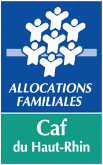 ALLOCATIONS
FAMILIALES
Caf
du Haut-Rhin